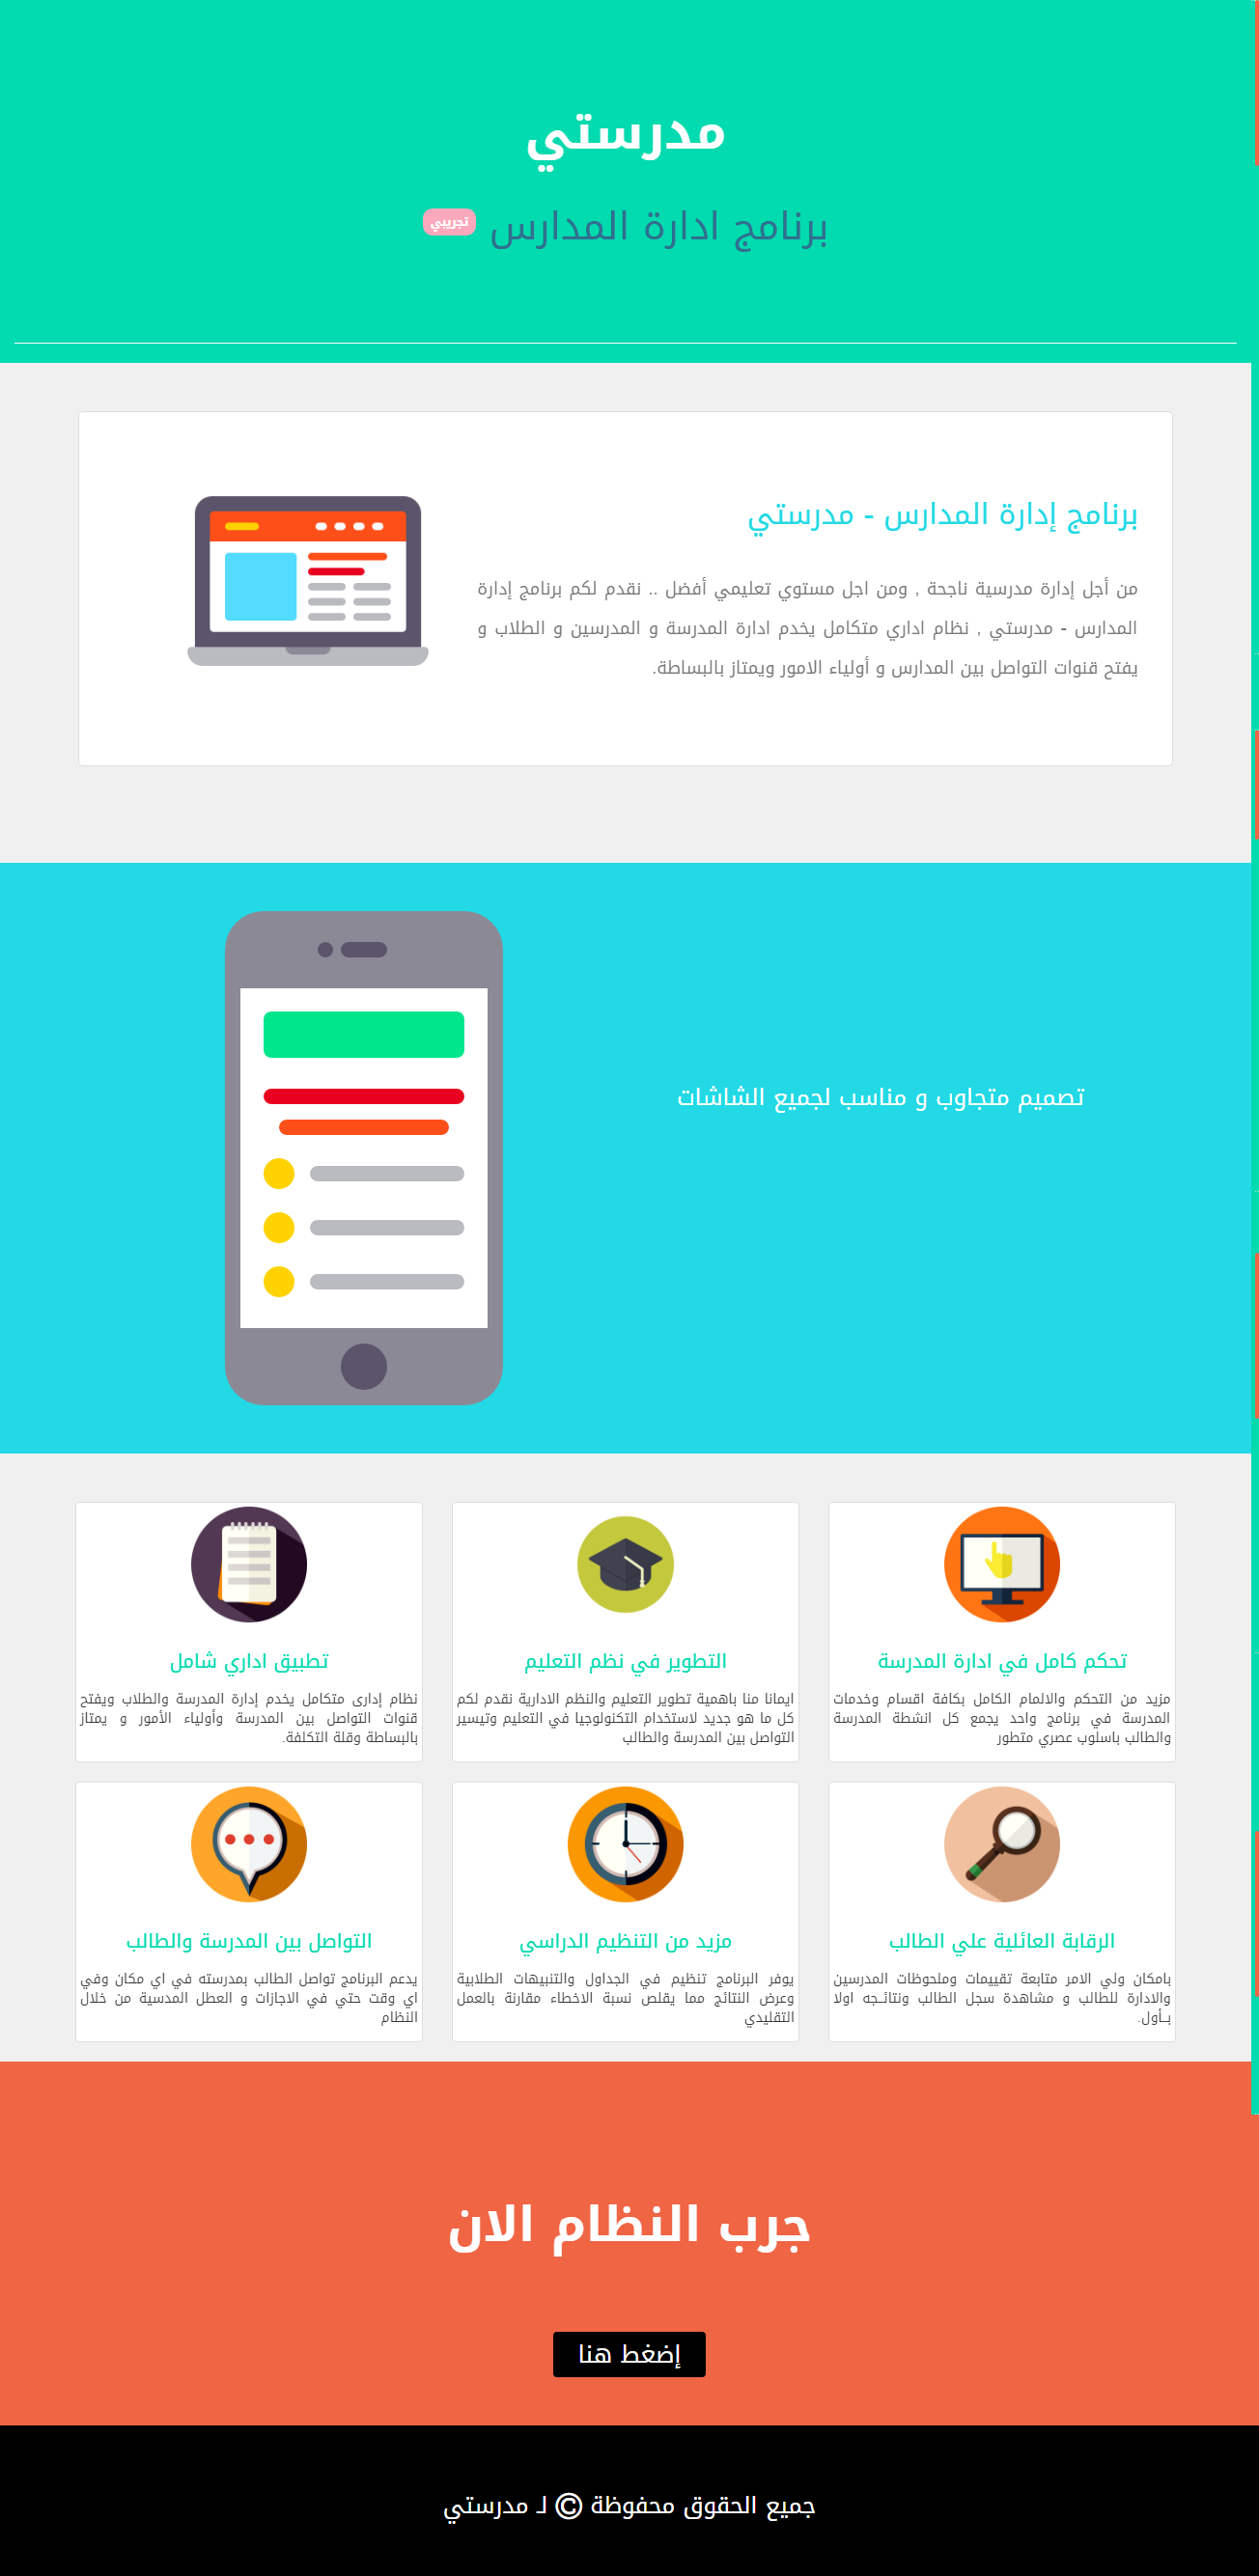 مدرستي
برنامج ادارة المدارس تجريبي
برنامج إدارة المدارس - مدرستي
من أجل إدارة مدرسية ناجحة , ومن اجل مستوي تعليمي أفضل .. نقدم لكم برنامج إدارة
المدارس - مدرستي , نظام اداري متكامل يخدم ادارة المدرسة و المدرسين و الطلاب و
يفتح قنوات التواصل بين المدارس و أولياء الامور ويمتاز بالبساطة.
تصميم متجاوب و مناسب لجميع الشاشات
تحكم كامل في ادارة المدرسة
مزيد من التحكم والالمام الكامل بكافة اقسام وخدمات
المدرسة في برنامج واحد يجمع كل انشطة المدرسة
والطالب باسلوب عصري متطور
التطوير في نظم التعليم
ايمانا منا باهمية تطوير التعليم والنظم الادارية نقدم لكم
كل ما هو جديد لاستخدام التكنولوجيا في التعليم وتيسير
التواصل بين المدرسة والطالب
تطبيق اداري شامل
نظام إدارى متكامل يخدم إدارة المدرسة والطلاب ويفتح
قنوات التواصل بين المدرسة وأولياء الأمور و يمتاز
بالبساطة وقلة التكلفة.
الرقابة العائلية علي الطالب
بامكان ولي الامر متابعة تقييمات وملحوظات المدرسين
والادارة للطالب و مشاهدة سجل الطالب ونتائـجه اولا
بـأول.
مزيد من التنظيم الدراسي
يوفر البرنامج تنظيم في الجداول والتنبيهات الطلابية
وعرض النتائج مما يقلص نسبة الاخطاء مقارنة بالعمل
التقليدي
التواصل بين المدرسة والطالب
يدعم البرنامج تواصل الطالب بمدرسته في اي مكان وفي
اي وقت حتي في الاجازات و العطل المدسية من خلال
النظام
جرب النظام الان
إضغط هنا
جميع الحقوق محفوظة © لـ مدرستي